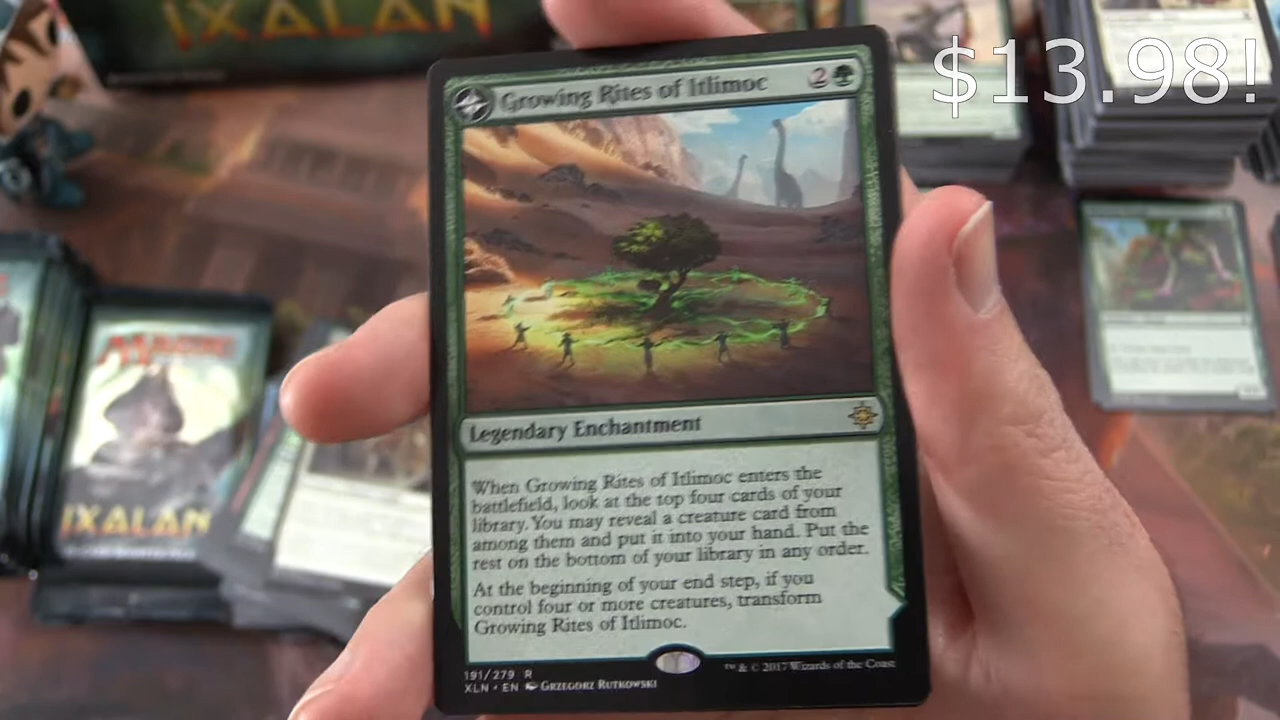 IXALAN
$13.98!
Growing Rites of Itlimoc 2
Legendary Enchantment
When Growing Rites of Itlimoc enters the
battlefield, look at the top four cards of your
library. You may reveal a creature card from
among them and put it into your hand. Put the
rest on the bottom of your library in any order.
At the beginning of your end step, if you
control four or more creatures, transform
Growing Rites of Itlimoc.
191/279 R
XLN • EN Grzegorz Rutkowski
™ & © 2017 Wizards of the Coast
MAGIC
IXALAN